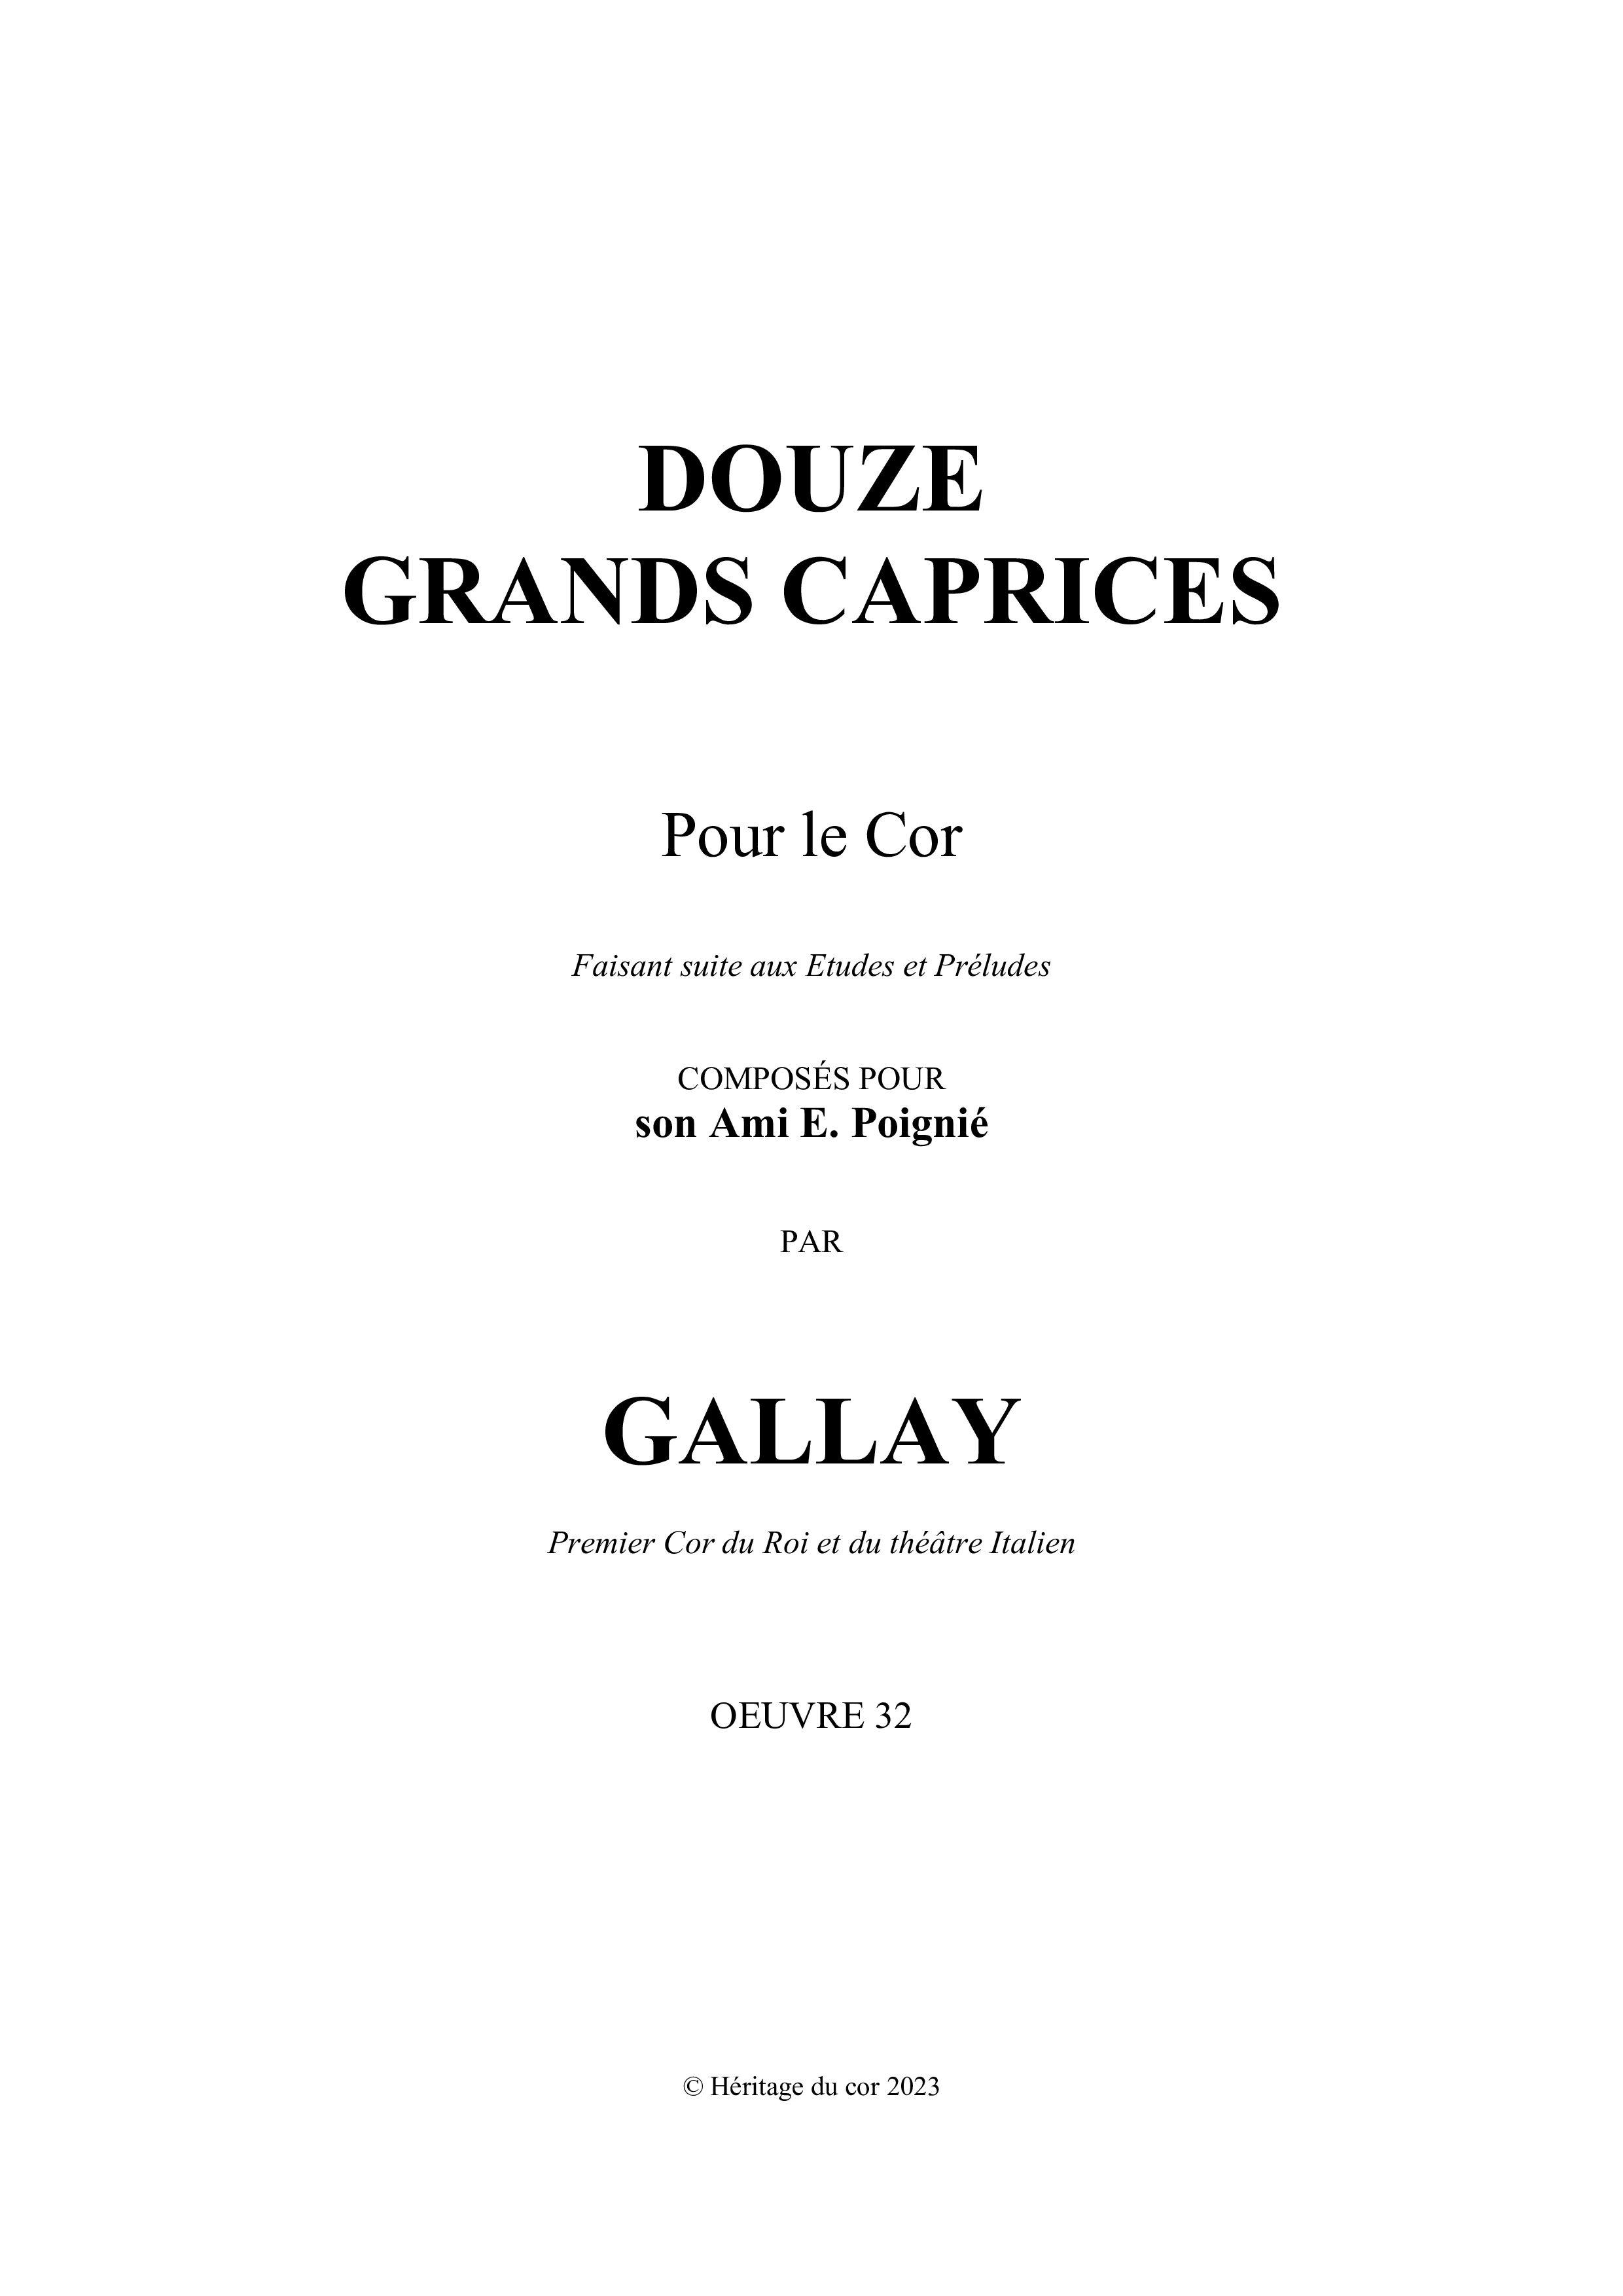 DOUZE
GRANDS CAPRICES
Pour le Cor
Faisant suite aux Etudes et Préludes
COMPOSÉS POUR
son Ami E. Poignié
PAR
GALLAY
Premier Cor du Roi et du théâtre Italien
OEUVRE 32
© Héritage du cor 2023